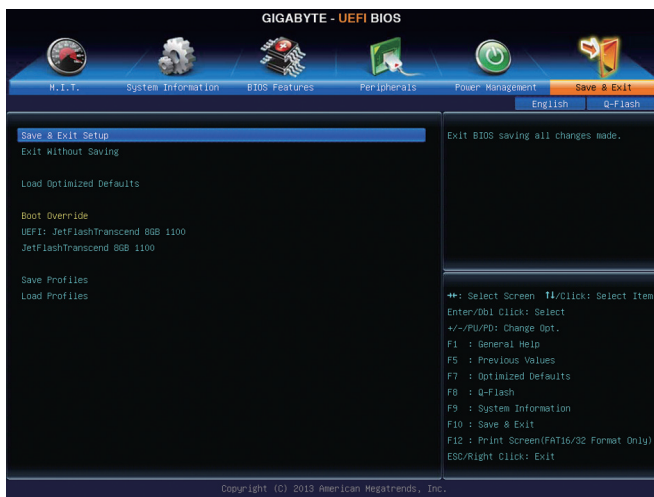 GIGABYTE - UEFI BIOS
M.I.T. System Information BIOS Features Peripherals Power Management Save & Exit
English Q-Flash
Save & Exit Setup
Exit Without Saving
Load Optimized Defaults
Boot Override
UEFI: JetFlashTranscend 8GB 1100
JetFlashTranscend 8GB 1100
Save Profiles
Load Profiles
Exit BIOS saving all changes made.
→←: Select Screen ↑↓/Click: Select Item
Enter/Dbl Click: Select
+/-/PU/PD: Change Opt.
F1 : General Help
F5 : Previous Values
F7 : Optimized Defaults
F8 : Q-Flash
F9 : System Information
F10 : Save & Exit
F12 : Print Screen(FAT16/32 Format Only)
ESC/Right Click: Exit
Copyright (C) 2013 American Megatrends, Inc.